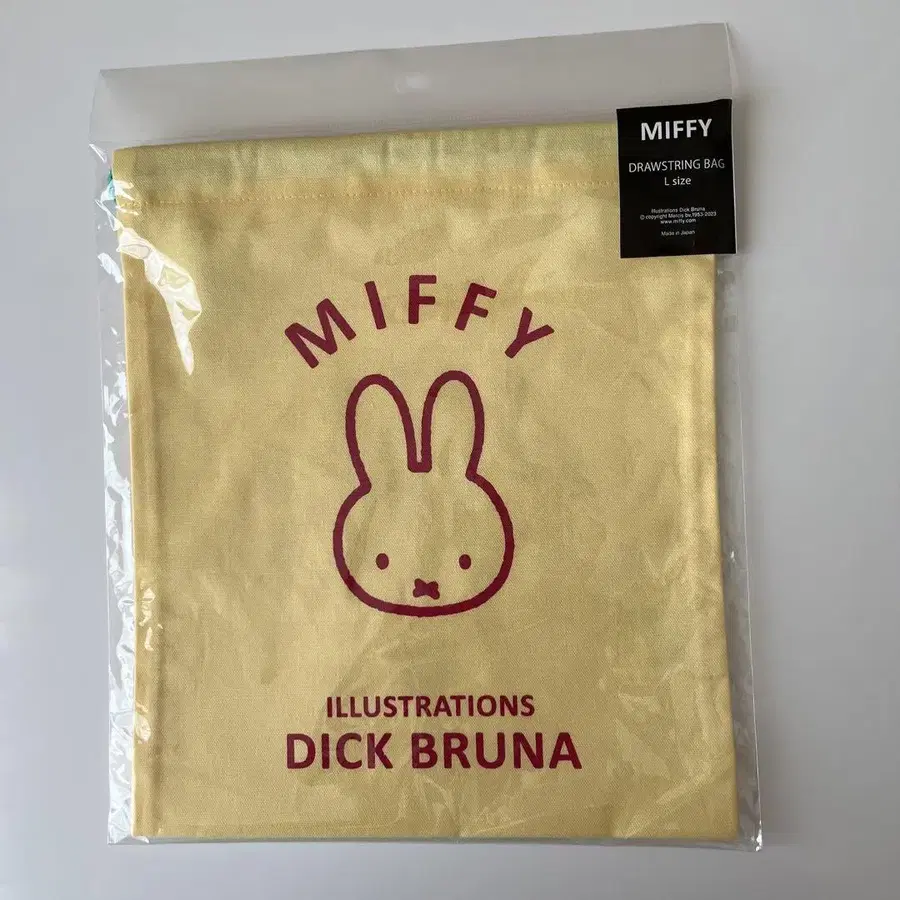 MIFFY
DRAWSTRING BAG
L size
Illustrations Dick Bruna
© copyright Mercis bv,1953-2023
www.miffy.com
Made in Japan
MIFFY
ILLUSTRATIONS
DICK BRUNA